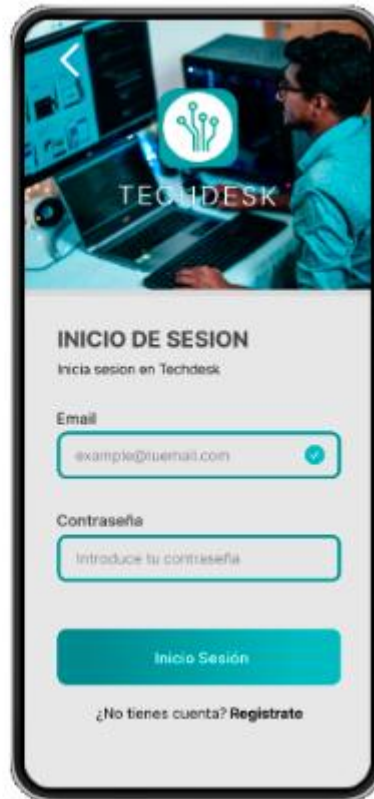 TECHDESK
INICIO DE SESION
Inicia sesion en Techdesk
Email
example@tuemail.com
Contraseña
Introduce tu contraseña
Inicio Sesión
¿No tienes cuenta? Registrate